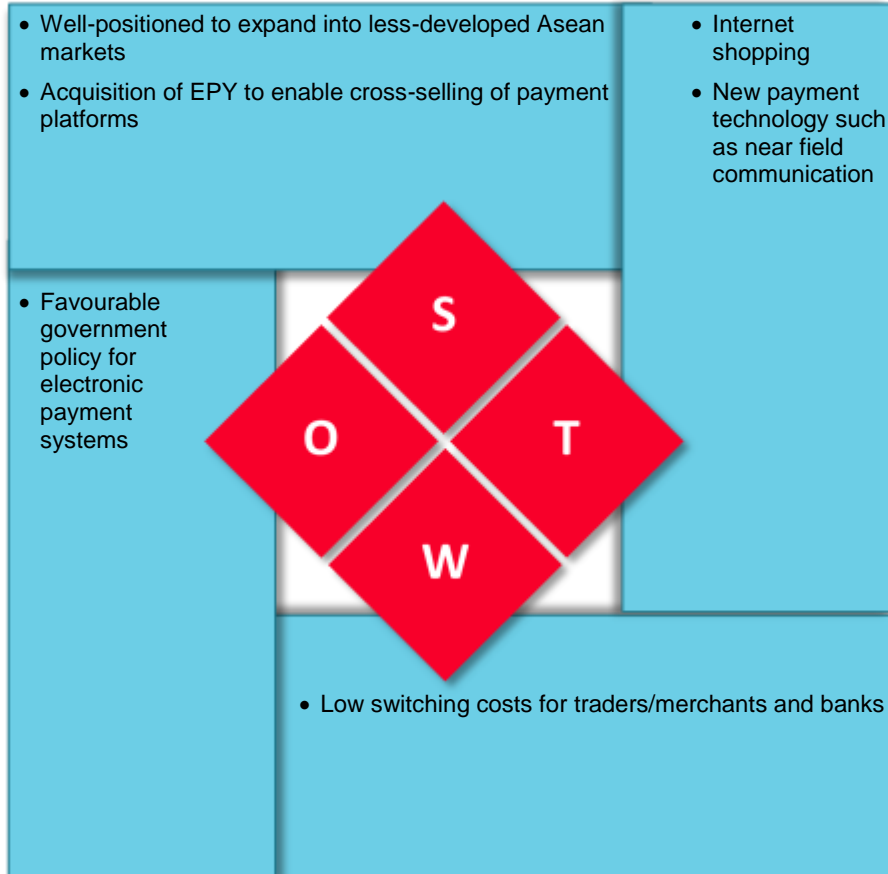 • Well-positioned to expand into less-developed Asean
markets
• Acquisition of EPY to enable cross-selling of payment
platforms
• Internet
shopping
• New payment
technology such
as near field
communication
• Favourable
government
policy for
electronic
payment
systems
S
O
T
W
• Low switching costs for traders/merchants and banks